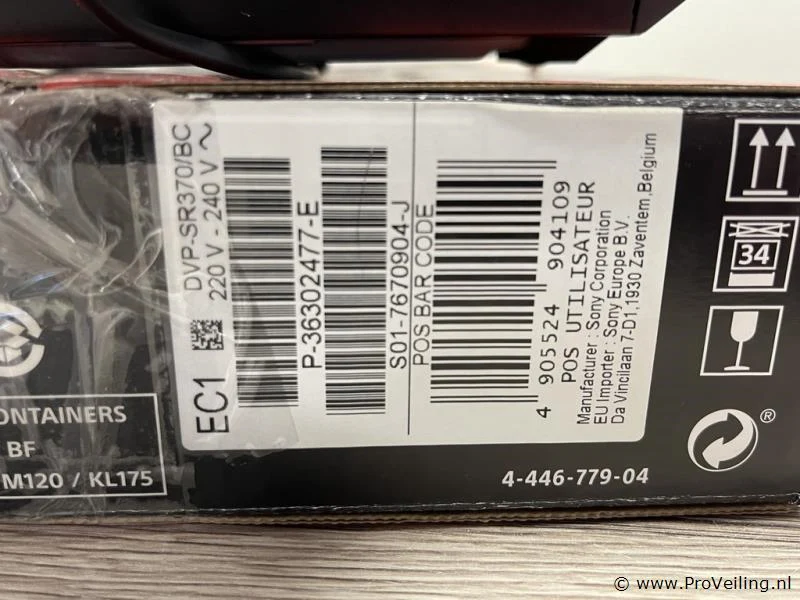 EC1
DVP-SR370/BC
220 V - 240 V ~
P-36302477-E
S01-7670904-J
POS BAR CODE
4 905524 904109
POS UTILISATEUR
Manufacturer : Sony Corporation
EU Importer : Sony Europe B.V.
Da Vincilaan 7-D1,1930 Zaventem,Belgium
34
ONTAINERS
BF
M120 / KL175
4-446-779-04
®
© www.ProVeiling.nl